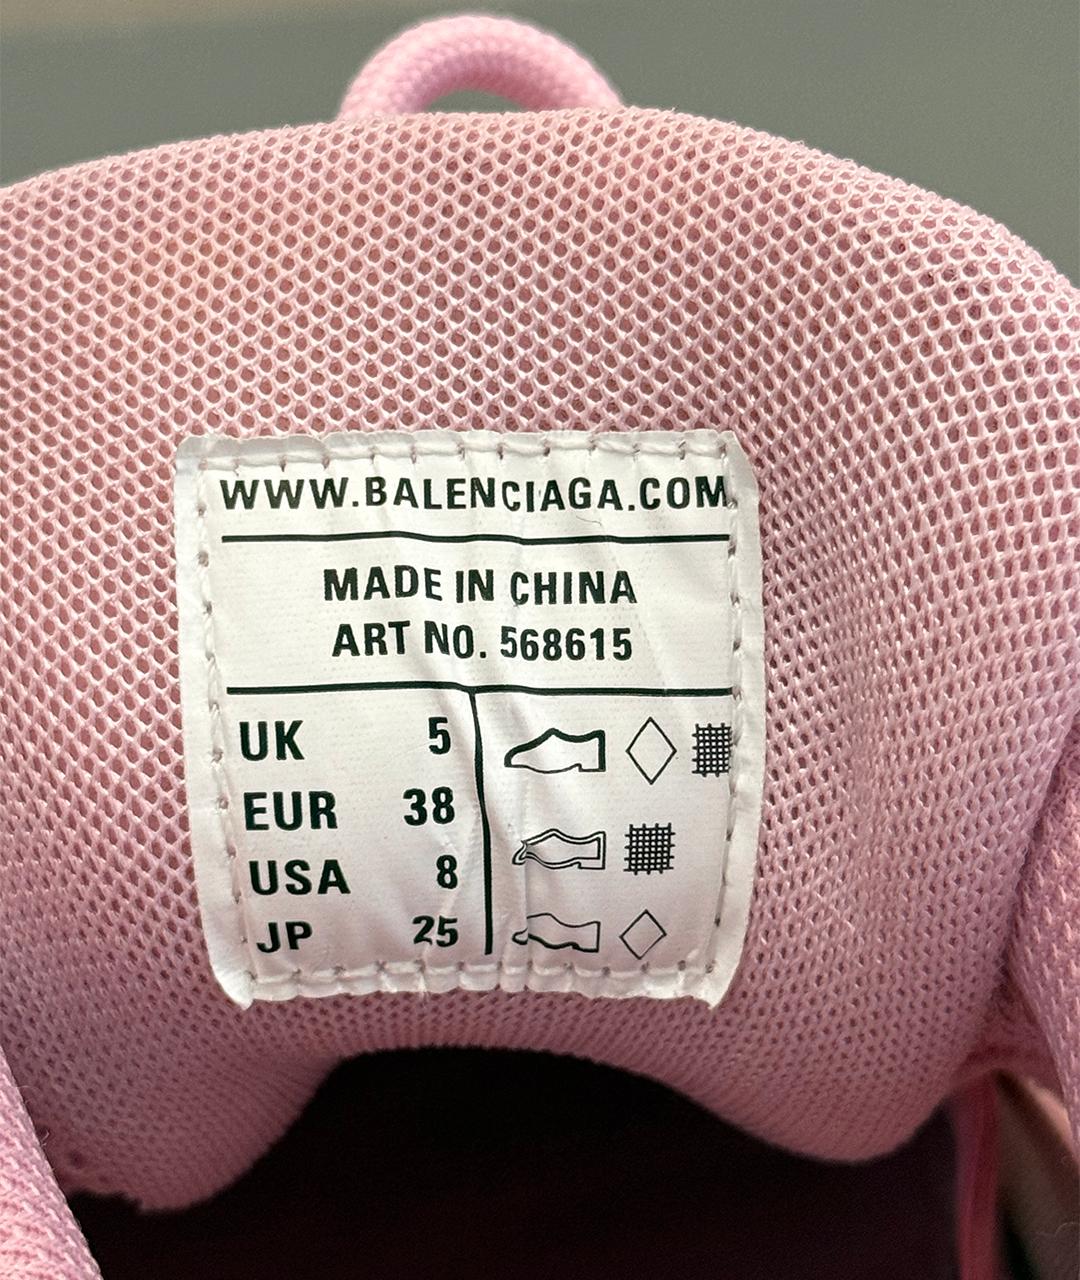 WWW.BALENCIAGA.COM
MADE IN CHINA
ART NO. 568615
UK 5
EUR 38
USA 8
JP 25